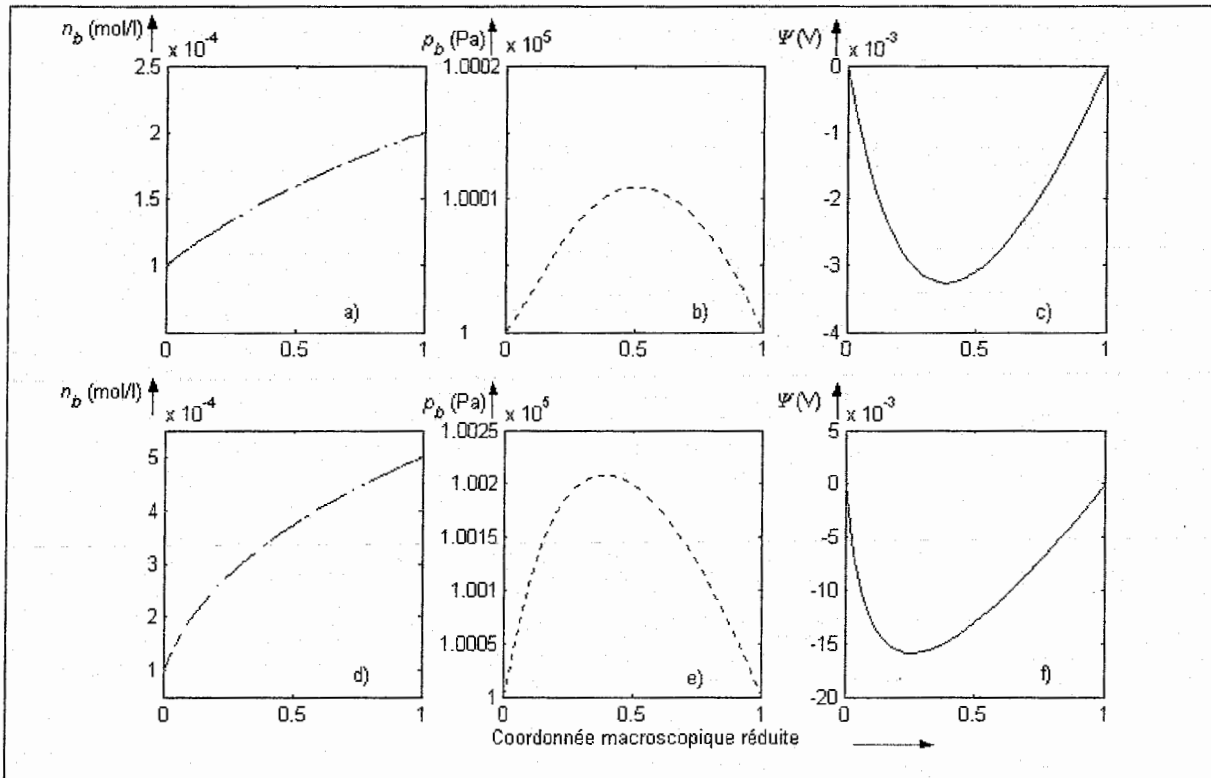 n_b (mol/l)
x 10^-4
2.5
2
1.5
1
0
0.5
1
a)
p_b (Pa)
x 10^5
1.0002
1.0001
1
0
0.5
1
b)
Ψ(V)
x 10^-3
0
-1
-2
-3
-4
0
0.5
1
c)
n_b (mol/l)
x 10^-4
5
4
3
2
1
0
0.5
1
d)
p_b (Pa)
x 10^5
1.0025
1.002
1.0015
1.001
1.0005
1
0
0.5
1
e)
Ψ(V)
x 10^-3
5
0
-5
-10
-15
-20
0
0.5
1
f)
Coordonnée macroscopique réduite